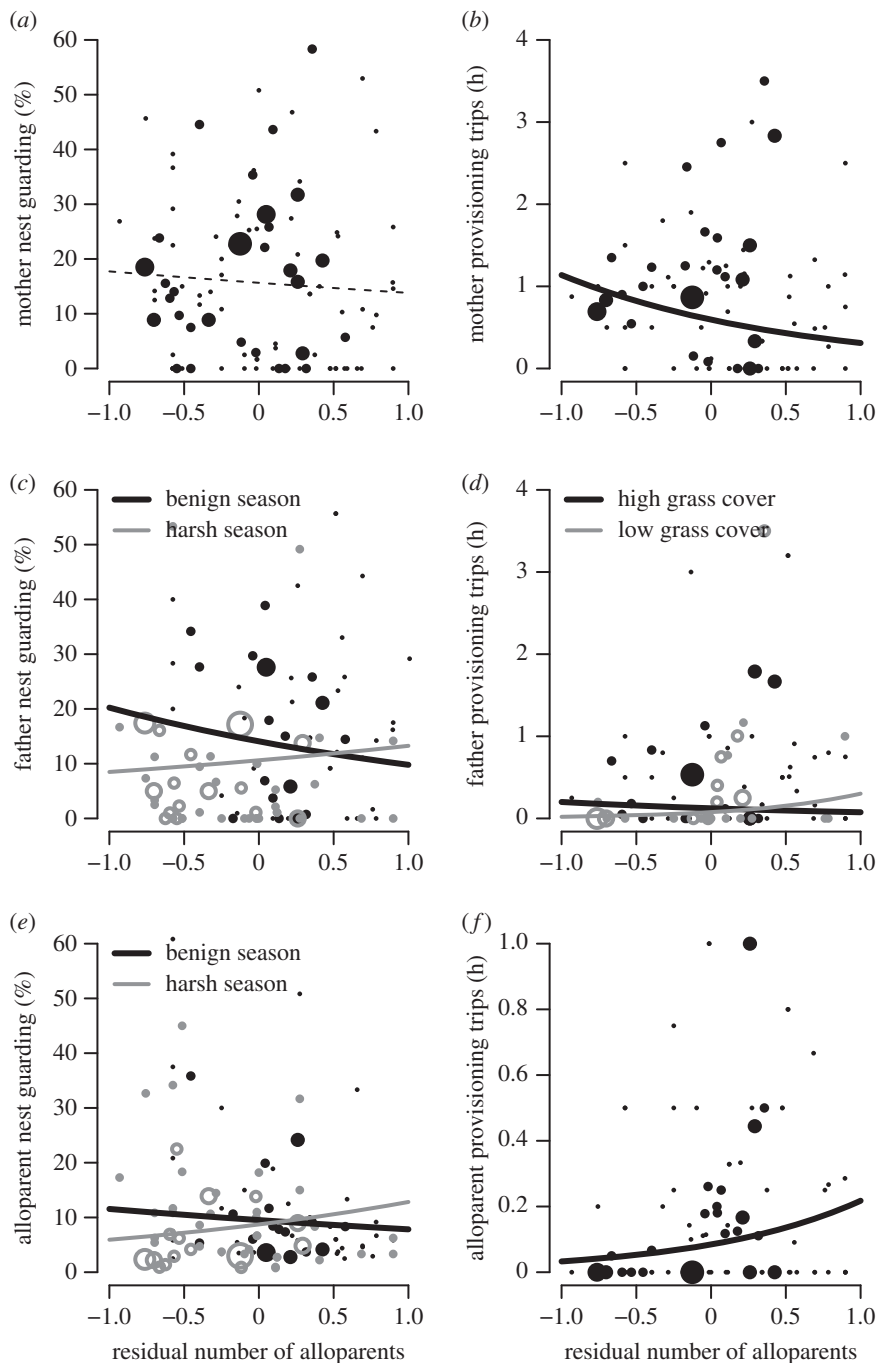 (a)
60
50
40
30
20
10
0
mother nest guarding (%)
−1.0 −0.5 0 0.5 1.0
(b)
4
3
2
1
0
mother provisioning trips (h)
−1.0 −0.5 0 0.5 1.0
(c)
60
50
40
30
20
10
0
father nest guarding (%)
benign season
harsh season
−1.0 −0.5 0 0.5 1.0
(d)
4
3
2
1
0
father provisioning trips (h)
high grass cover
low grass cover
−1.0 −0.5 0 0.5 1.0
(e)
60
50
40
30
20
10
0
alloparent nest guarding (%)
benign season
harsh season
−1.0 −0.5 0 0.5 1.0
residual number of alloparents
(f)
1.0
0.8
0.6
0.4
0.2
0
alloparent provisioning trips (h)
−1.0 −0.5 0 0.5 1.0
residual number of alloparents